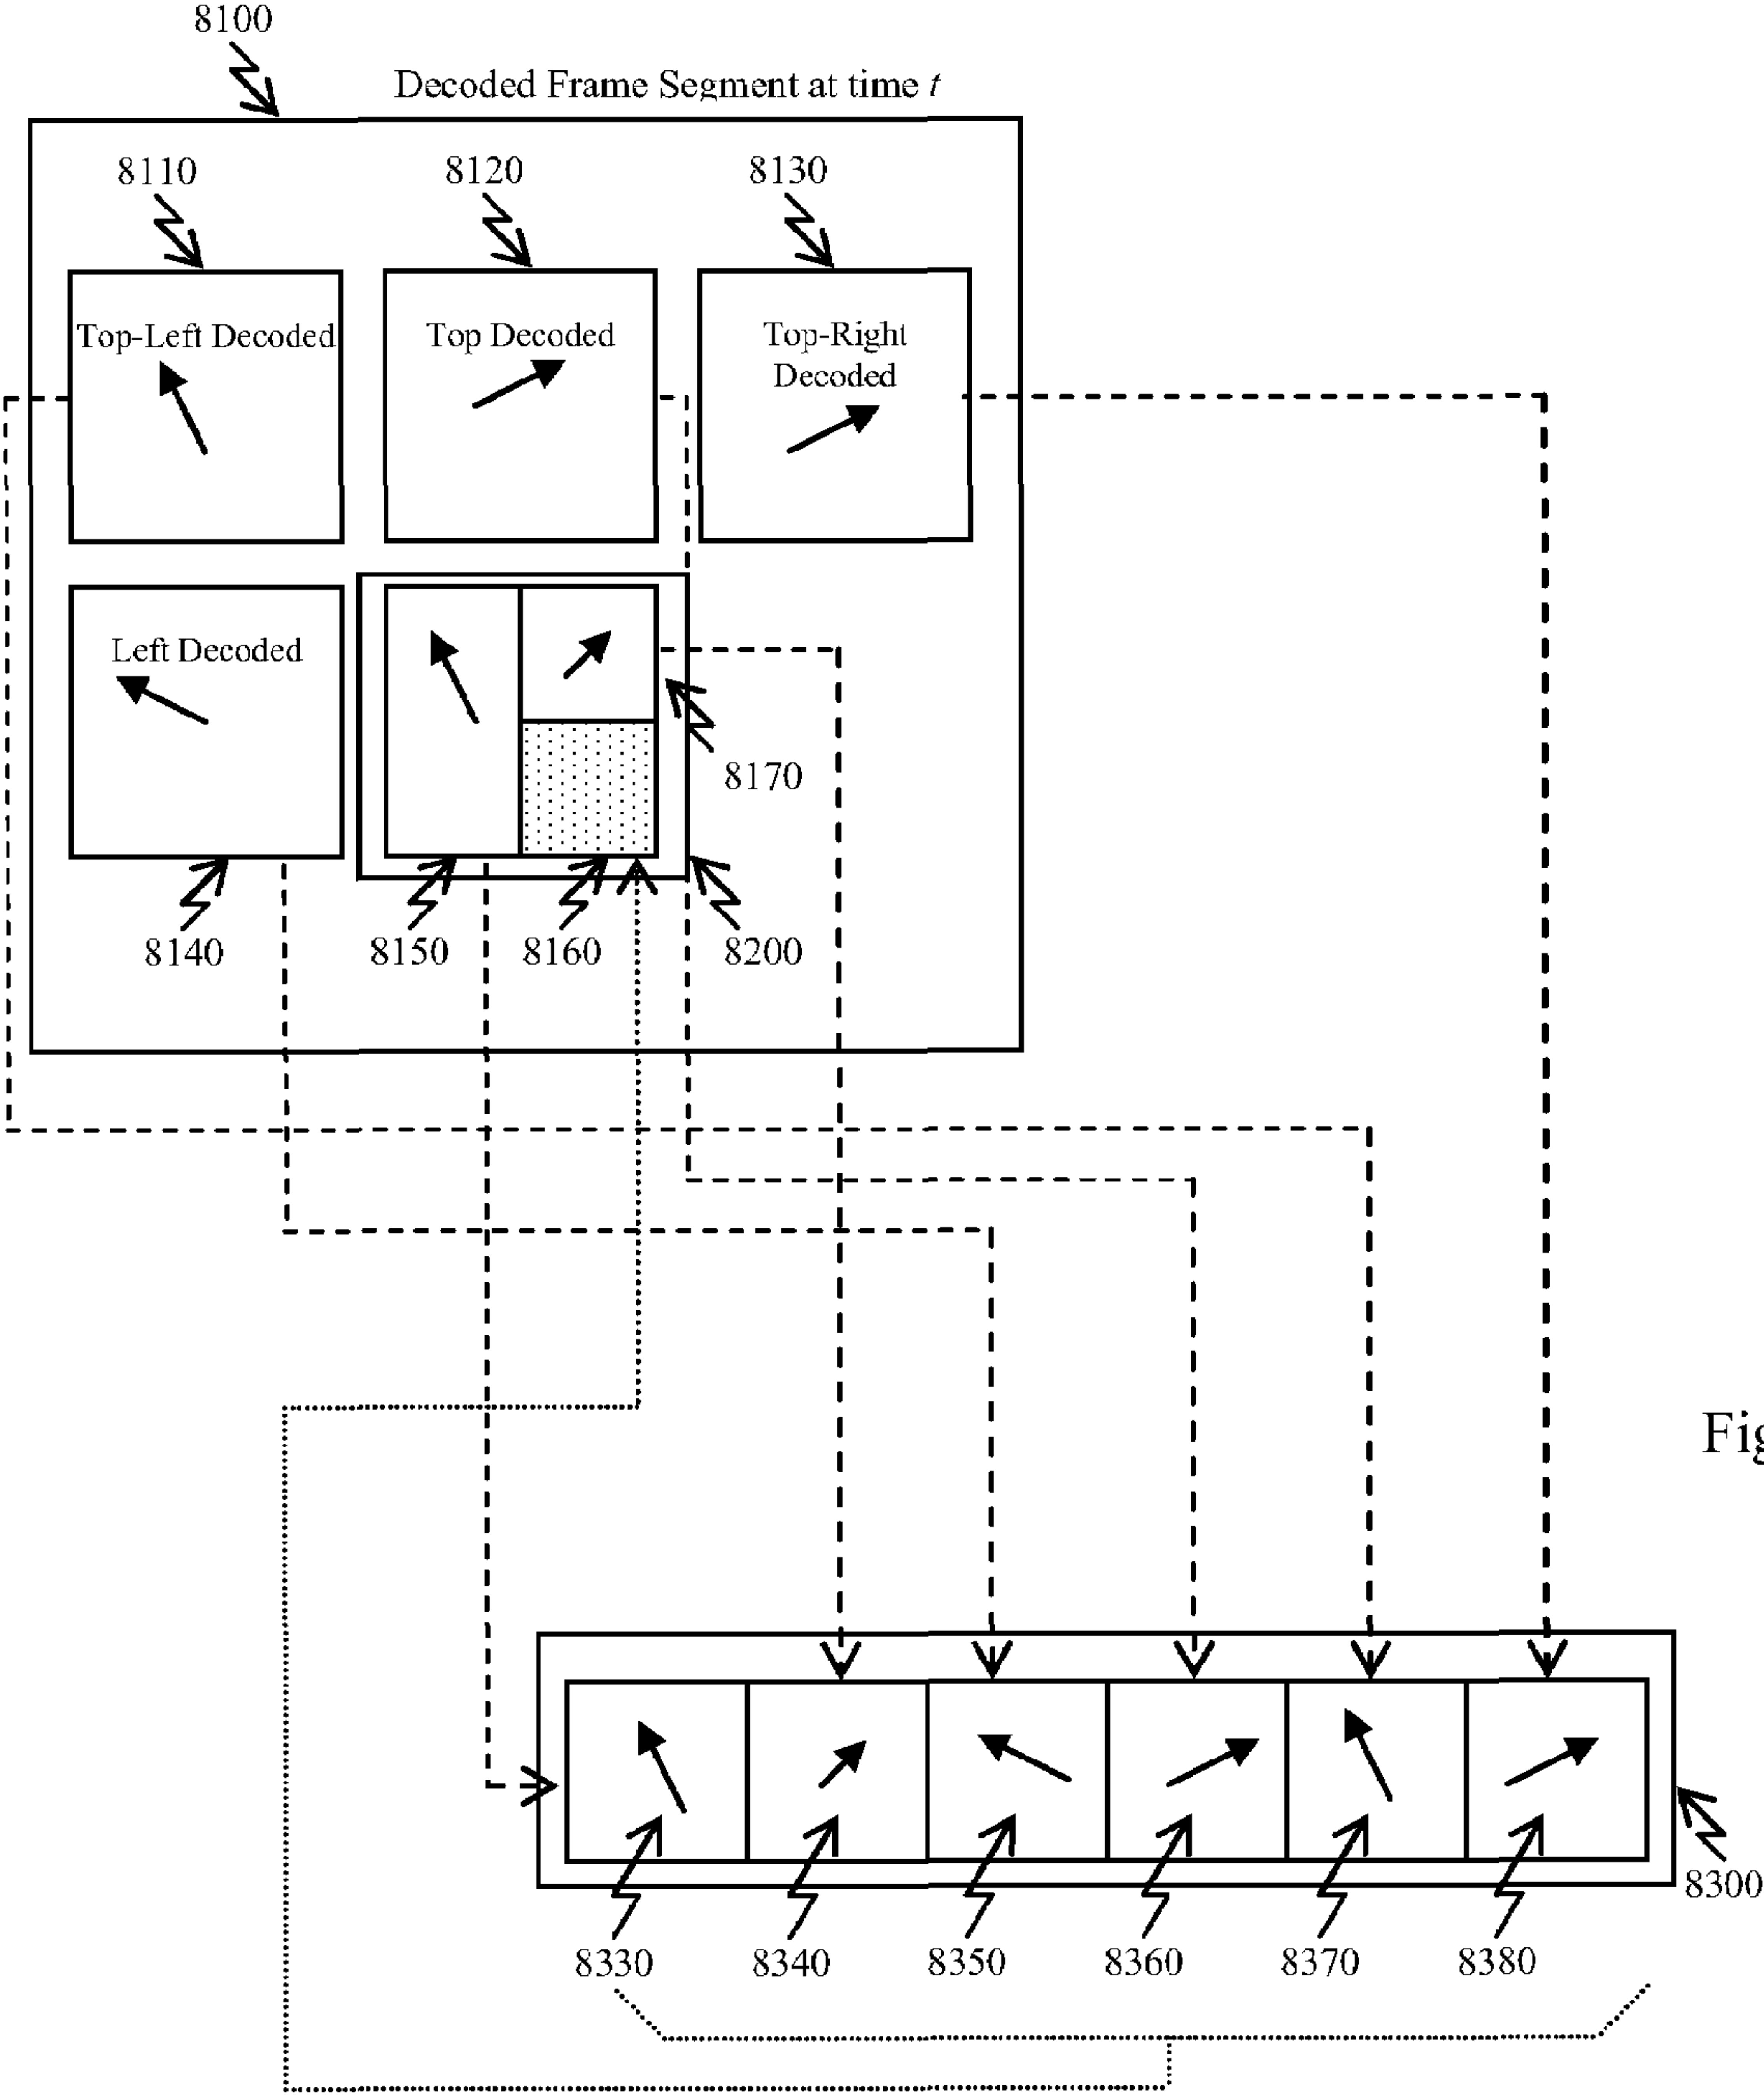 8100
Decoded Frame Segment at time t
8110
8120
8130
Top-Left Decoded
Top Decoded
Top-Right
Decoded
Left Decoded
8170
8140
8150
8160
8200
Fig
8300
8330
8340
8350
8360
8370
8380